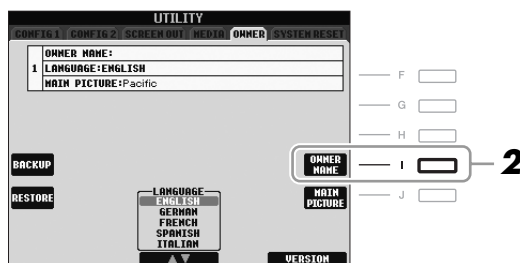 UTILITY
CONFIG 1 CONFIG 2 SCREEN OUT MEDIA OWNER SYSTEM RESET
OWNER NAME:
1 LANGUAGE:ENGLISH
MAIN PICTURE:Pacific
F
G
H
BACKUP
OWNER NAME
I
2
RESTORE
MAIN PICTURE
J
LANGUAGE
ENGLISH
GERMAN
FRENCH
SPANISH
ITALIAN
▲▼
VERSION